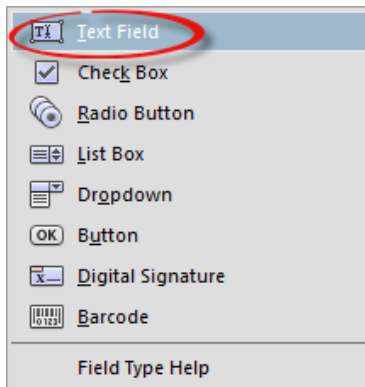 Text Field
Check Box
Radio Button
List Box
Dropdown
OK Button
Digital Signature
Barcode
Field Type Help